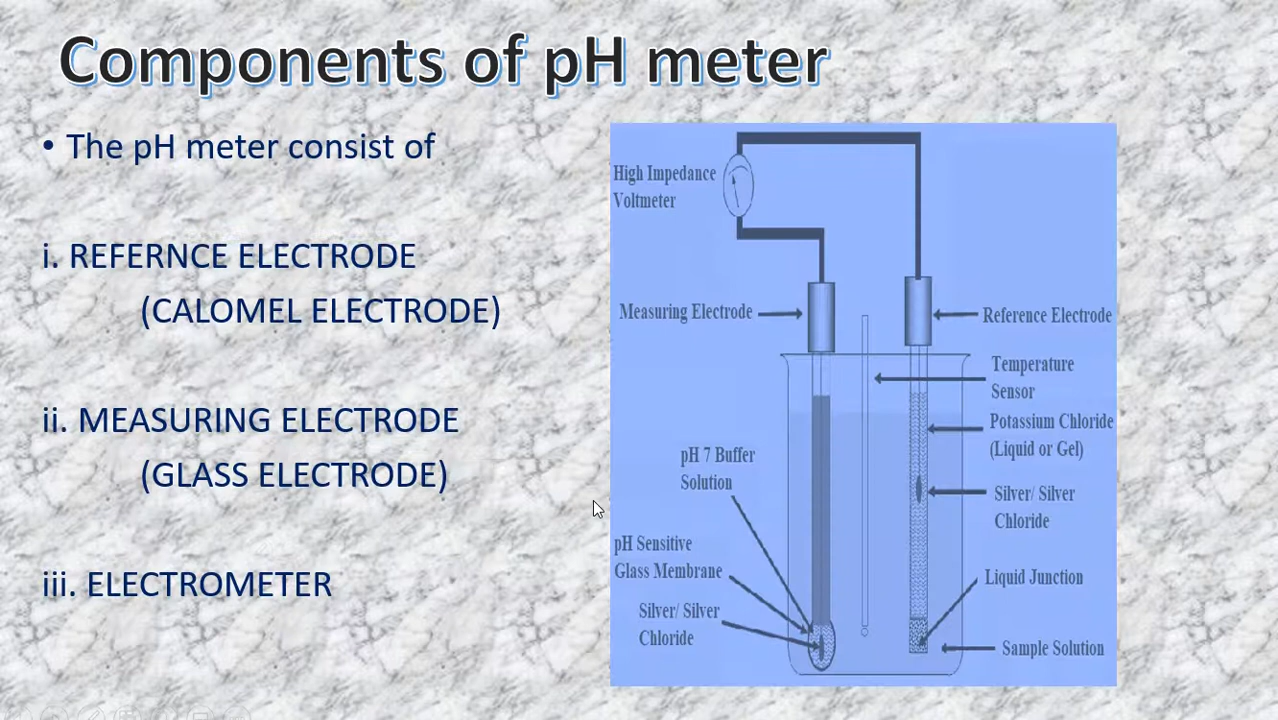 Components of pH meter
• The pH meter consist of
i. REFERNCE ELECTRODE
(CALOMEL ELECTRODE)
ii. MEASURING ELECTRODE
(GLASS ELECTRODE)
iii. ELECTROMETER
High Impedance
Voltmeter
Measuring Electrode
Reference Electrode
Temperature
Sensor
Potassium Chloride
(Liquid or Gel)
pH 7 Buffer
Solution
Silver/ Silver
Chloride
pH Sensitive
Glass Membrane
Liquid Junction
Silver/ Silver
Chloride
Sample Solution